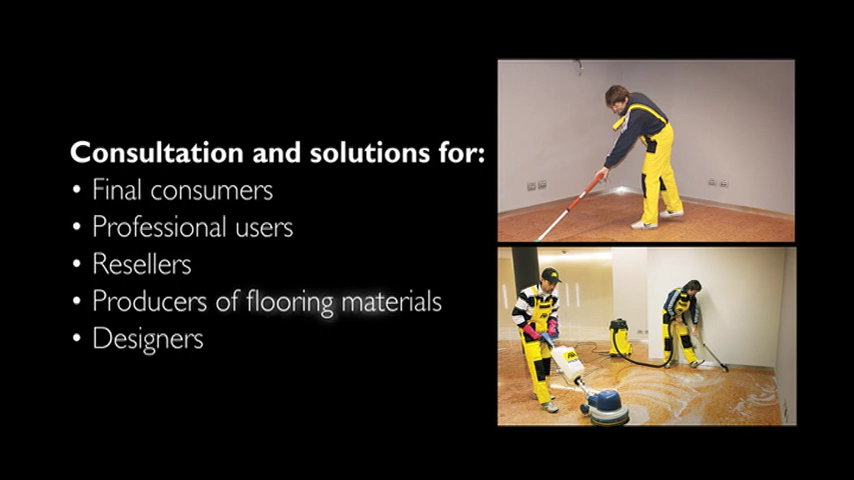 Consultation and solutions for:
• Final consumers
• Professional users
• Resellers
• Producers of flooring materials
• Designers